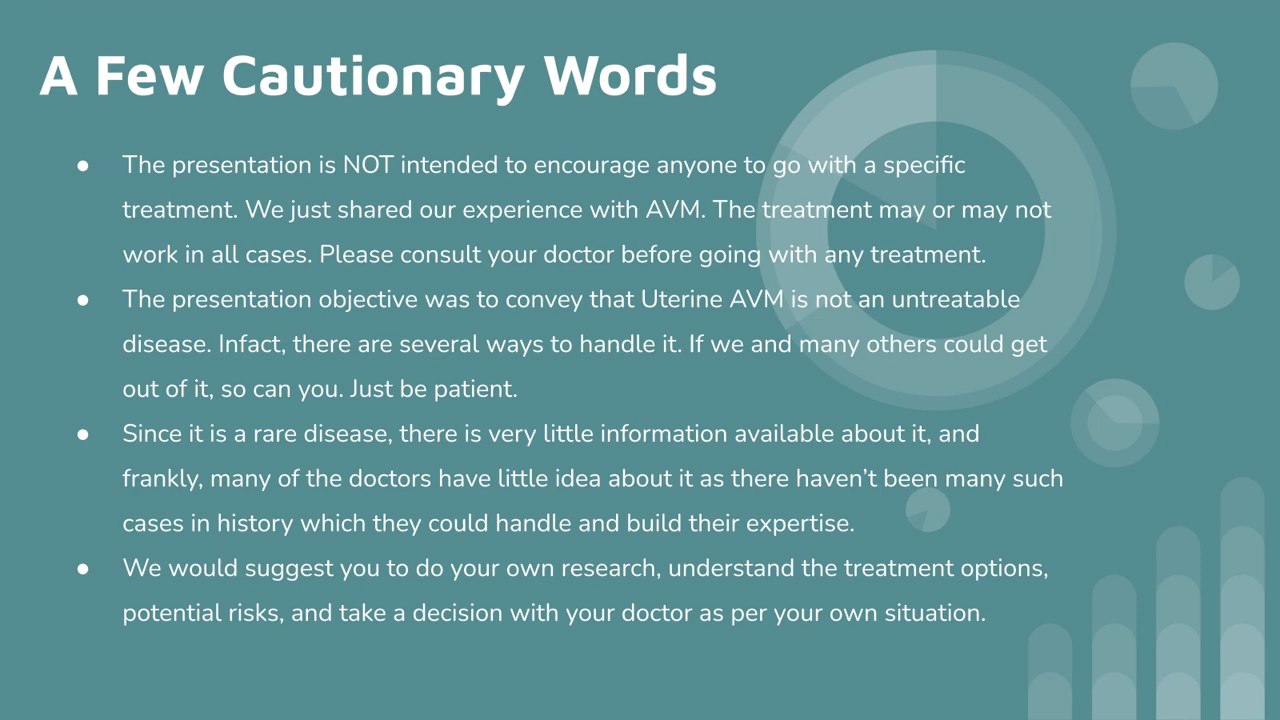 A Few Cautionary Words
● The presentation is NOT intended to encourage anyone to go with a specific
treatment. We just shared our experience with AVM. The treatment may or may not
work in all cases. Please consult your doctor before going with any treatment.
● The presentation objective was to convey that Uterine AVM is not an untreatable
disease. Infact, there are several ways to handle it. If we and many others could get
out of it, so can you. Just be patient.
● Since it is a rare disease, there is very little information available about it, and
frankly, many of the doctors have little idea about it as there haven’t been many such
cases in history which they could handle and build their expertise.
● We would suggest you to do your own research, understand the treatment options,
potential risks, and take a decision with your doctor as per your own situation.